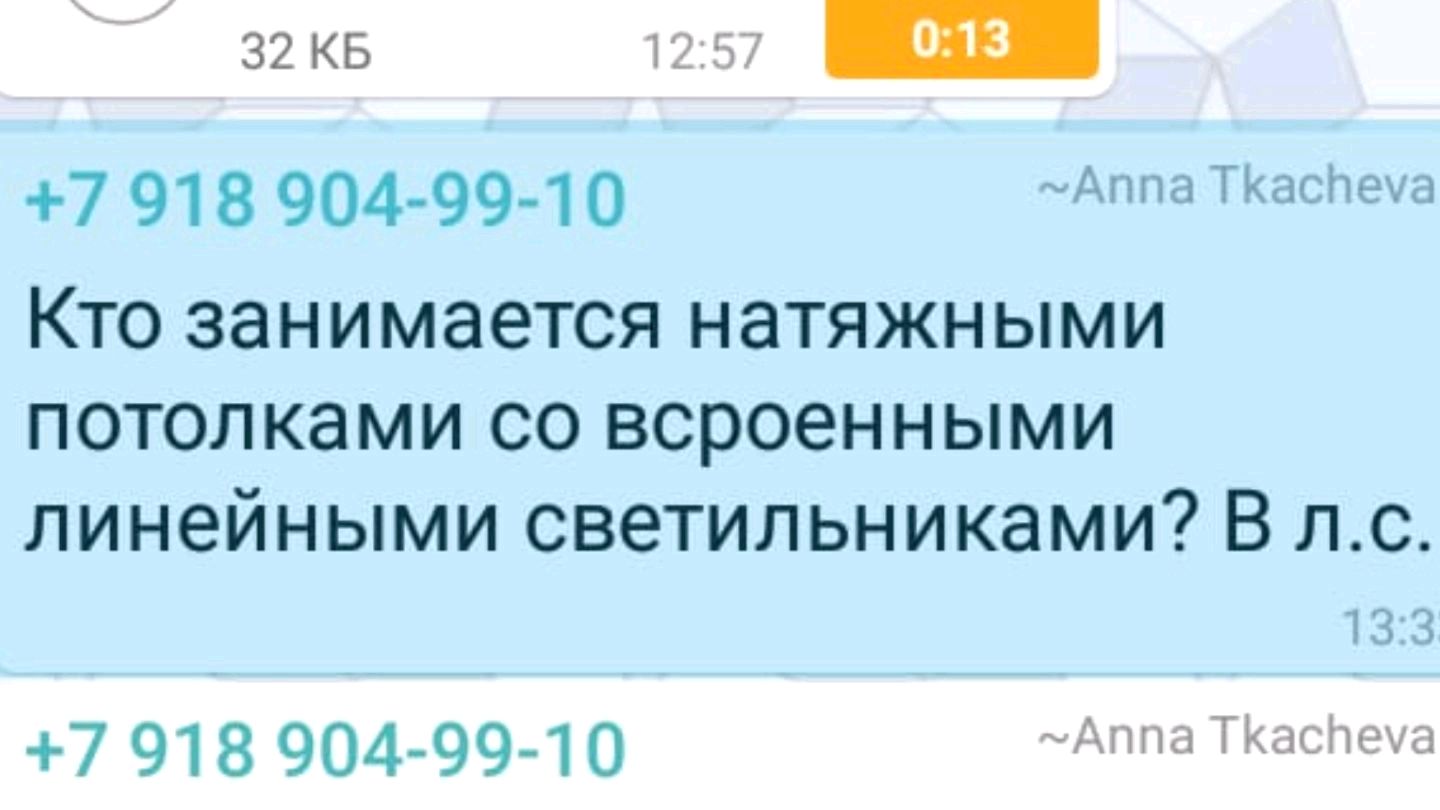 32 КБ 12:57 0:13
+7 918 904-99-10 ~Anna Tkacheva
Кто занимается натяжными
потолками со всроенными
линейными светильниками? В л.с.
13:3
+7 918 904-99-10 ~Anna Tkacheva